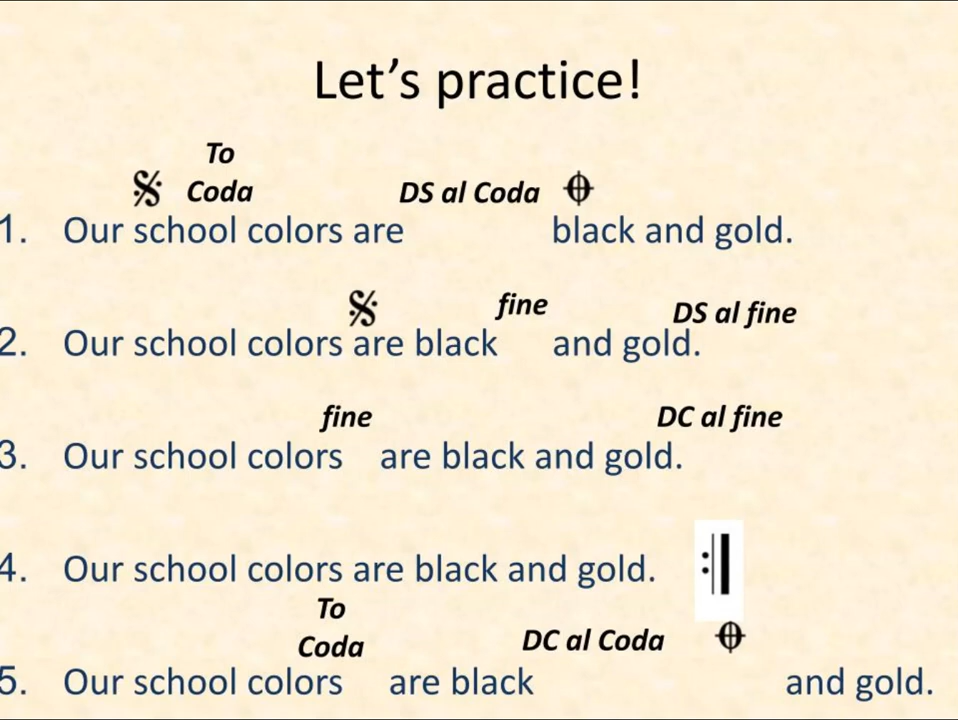 Let's practice!
To
Coda DS al Coda
1. Our school colors are black and gold.
fine DS al fine
2. Our school colors are black and gold.
fine DC al fine
3. Our school colors are black and gold.
4. Our school colors are black and gold.
To
Coda DC al Coda
5. Our school colors are black and gold.